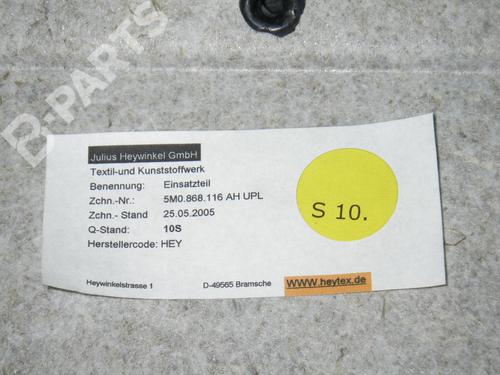 B-PARTS
Julius Heywinkel GmbH
Textil-und Kunststoffwerk
Benennung: Einsatzteil
Zchn.-Nr.: 5M0.868.116 AH UPL
Zchn.- Stand 25.05.2005
Q-Stand: 10S
Herstellercode: HEY
S 10.
Heywinkelstrasse 1 D-49565 Bramsche WWW.heytex.de